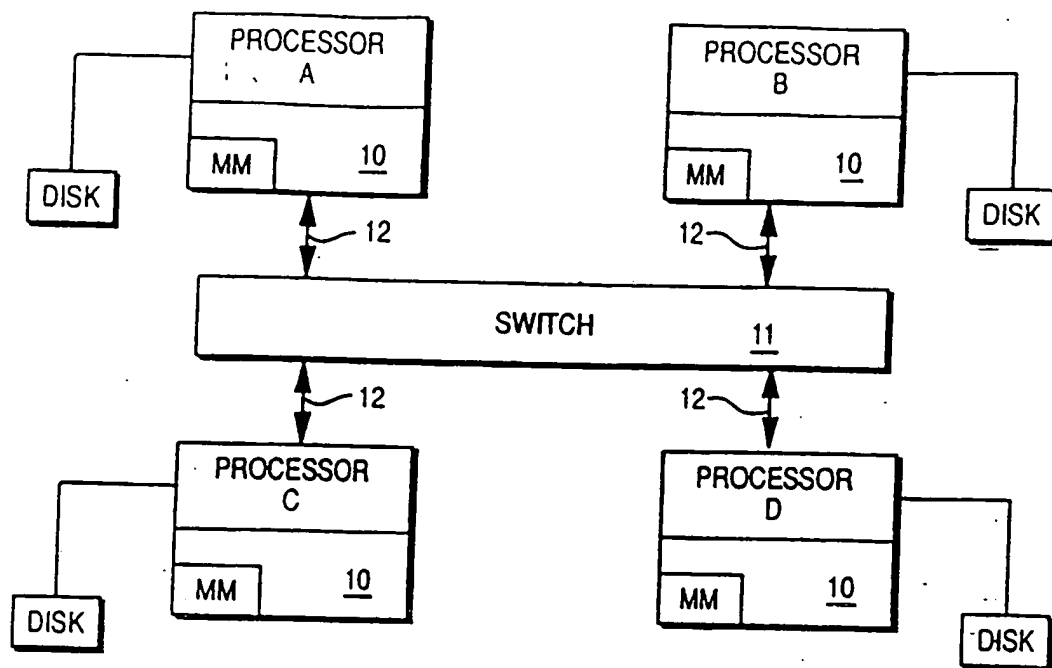 PROCESSOR
A
MM
10
DISK
PROCESSOR
B
MM
10
DISK
12
12
SWITCH
11
12
12
PROCESSOR
C
MM
10
DISK
PROCESSOR
D
MM
10
DISK